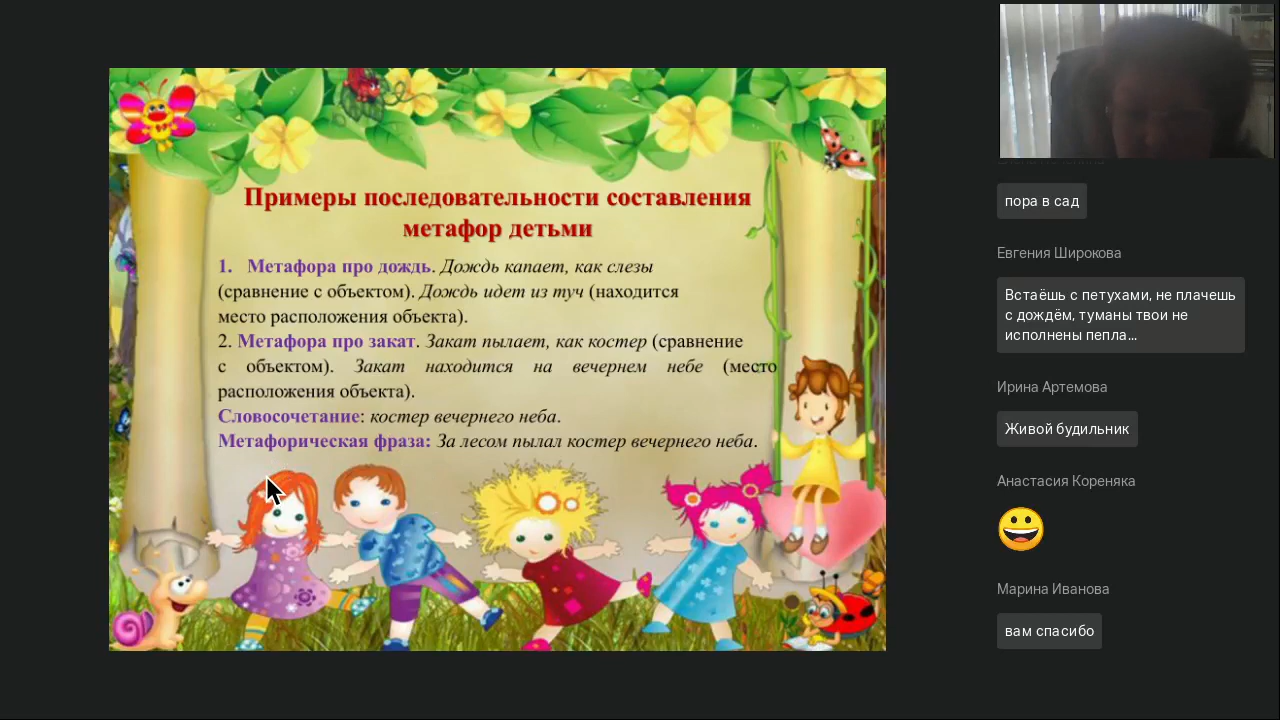 Примеры последовательности составления
метафор детьми
1. Метафора про дождь. Дождь капает, как слезы
(сравнение с объектом). Дождь идет из туч (находится
место расположения объекта).
2. Метафора про закат. Закат пылает, как костер (сравнение
с объектом). Закат находится на вечернем небе (место
расположения объекта).
Словосочетание: костер вечернего неба.
Метафорическая фраза: За лесом пылал костер вечернего неба.
пора в сад
Евгения Широкова
Встаёшь с петухами, не плачешь
с дождём, туманы твои не
исполнены пепла...
Ирина Артемова
Живой будильник
Анастасия Кореняка
Марина Иванова
вам спасибо